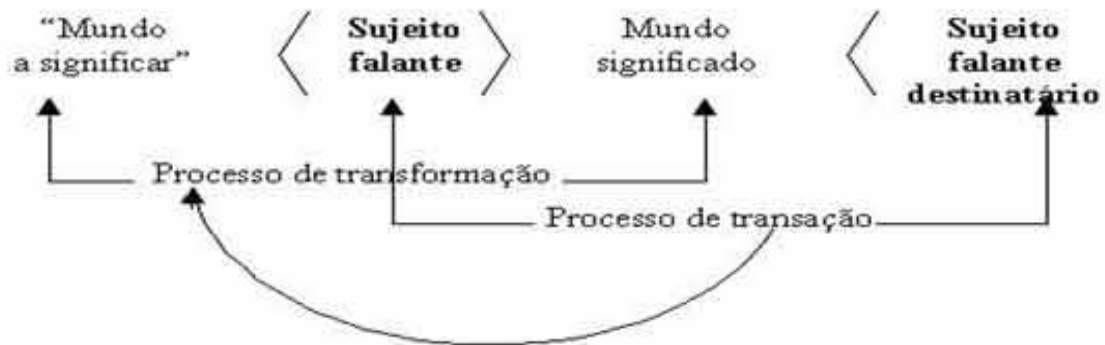 “Mundo
a significar”
Sujeito
falante
Mundo
significado
Sujeito
falante
destinatário
Processo de transformação
Processo de transação